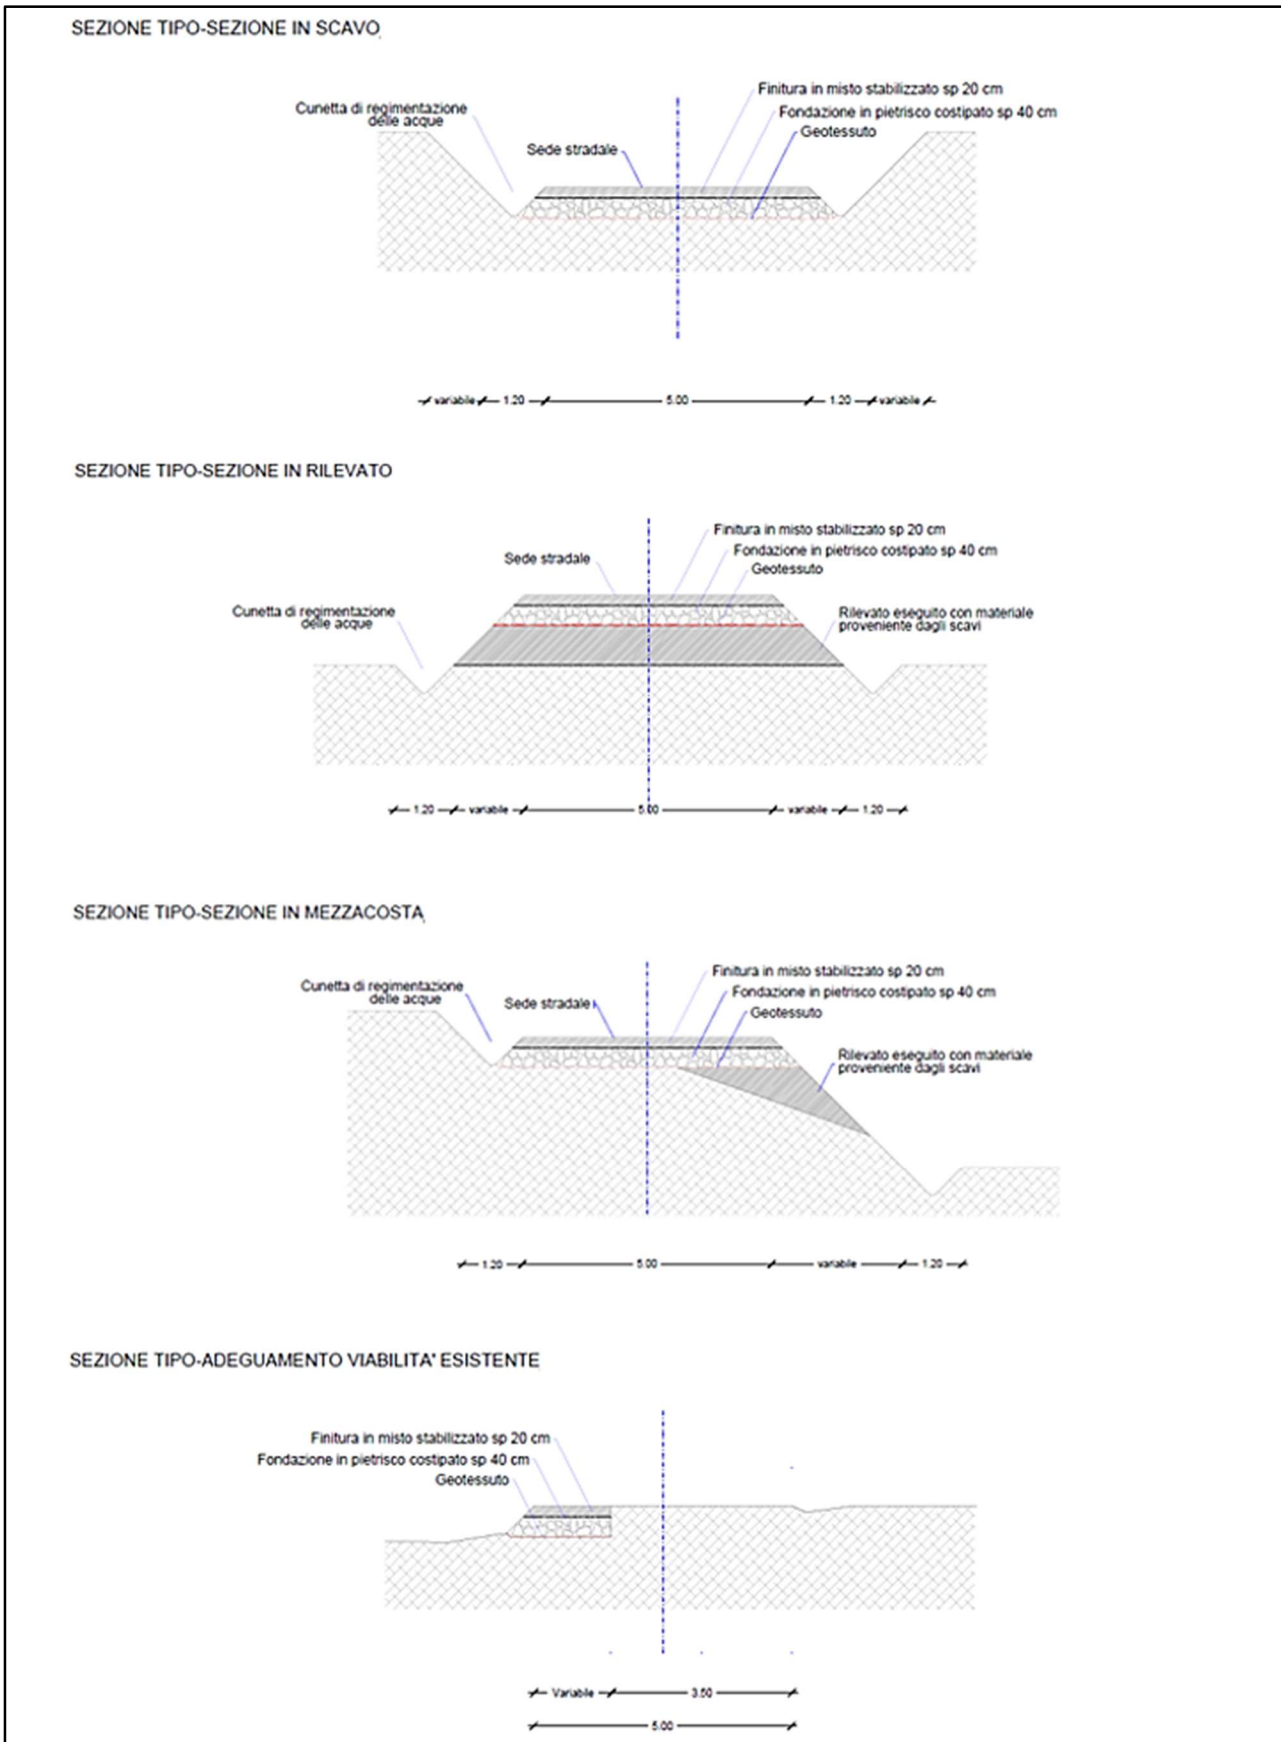 SEZIONE TIPO-SEZIONE IN SCAVO
Finitura in misto stabilizzato sp 20 cm
Cunetta di regimentazione
delle acque
Fondazione in pietrisco costipato sp 40 cm
Geotessuto
Sede stradale
variabile 1.20 5.00 1.20 variabile
SEZIONE TIPO-SEZIONE IN RILEVATO
Finitura in misto stabilizzato sp 20 cm
Fondazione in pietrisco costipato sp 40 cm
Sede stradale
Geotessuto
Cunetta di regimentazione
delle acque
Rilevato eseguito con materiale
proveniente dagli scavi
1.20 variabile 5.00 variabile 1.20
SEZIONE TIPO-SEZIONE IN MEZZACOSTA
Finitura in misto stabilizzato sp 20 cm
Cunetta di regimentazione
delle acque
Fondazione in pietrisco costipato sp 40 cm
Sede stradale
Geotessuto
Rilevato eseguito con materiale
proveniente dagli scavi
1.20 5.00 variabile 1.20
SEZIONE TIPO-ADEGUAMENTO VIABILITA' ESISTENTE
Finitura in misto stabilizzato sp 20 cm
Fondazione in pietrisco costipato sp 40 cm
Geotessuto
Variabile 3.50
5.00